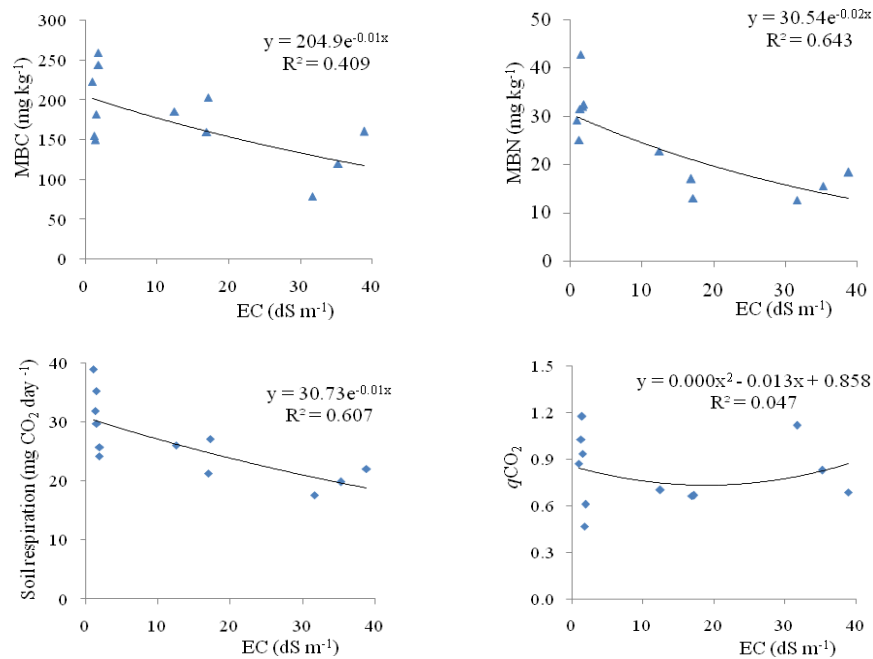 y = 204.9e⁻⁰·⁰¹ˣ
R² = 0.409
300
250
200
150
100
50
0
MBC (mg kg⁻¹)
0 10 20 30 40
EC (dS m⁻¹)
y = 30.54e⁻⁰·⁰²ˣ
R² = 0.643
50
40
30
20
10
0
MBN (mg kg⁻¹)
0 10 20 30 40
EC (dS m⁻¹)
y = 30.73e⁻⁰·⁰¹ˣ
R² = 0.607
40
30
20
10
0
Soil respiration (mg CO₂ day ⁻¹)
0 10 20 30 40
EC (dS m⁻¹)
y = 0.000x² - 0.013x + 0.858
R² = 0.047
1.5
1.2
0.9
0.6
0.3
0.0
qCO₂
0 10 20 30 40
EC (dS m⁻¹)